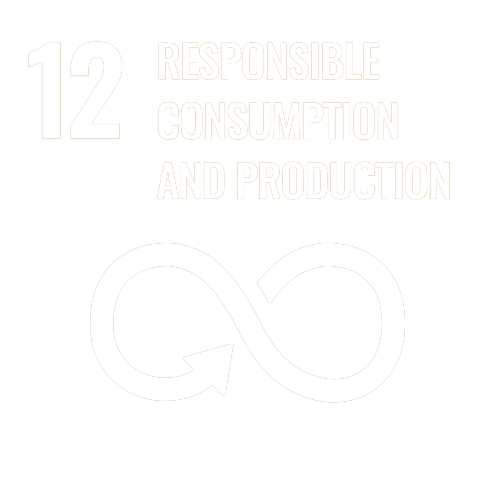 12 RESPONSIBLE
CONSUMPTION
AND PRODUCTION